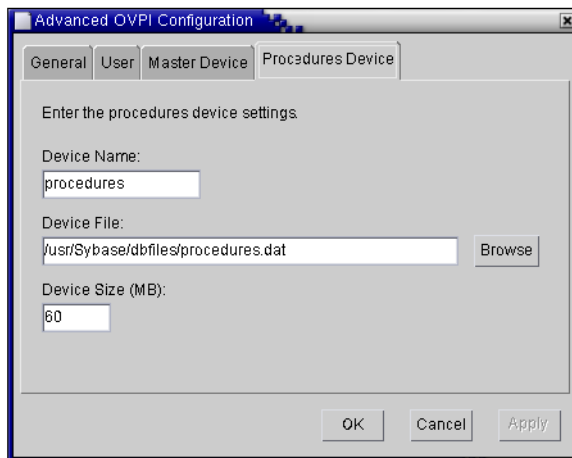 Advanced OVPI Configuration
General User Master Device Procedures Device
Enter the procedures device settings.
Device Name:
procedures
Device File:
/usr/Sybase/dbfiles/procedures.dat Browse
Device Size (MB):
60
OK Cancel Apply